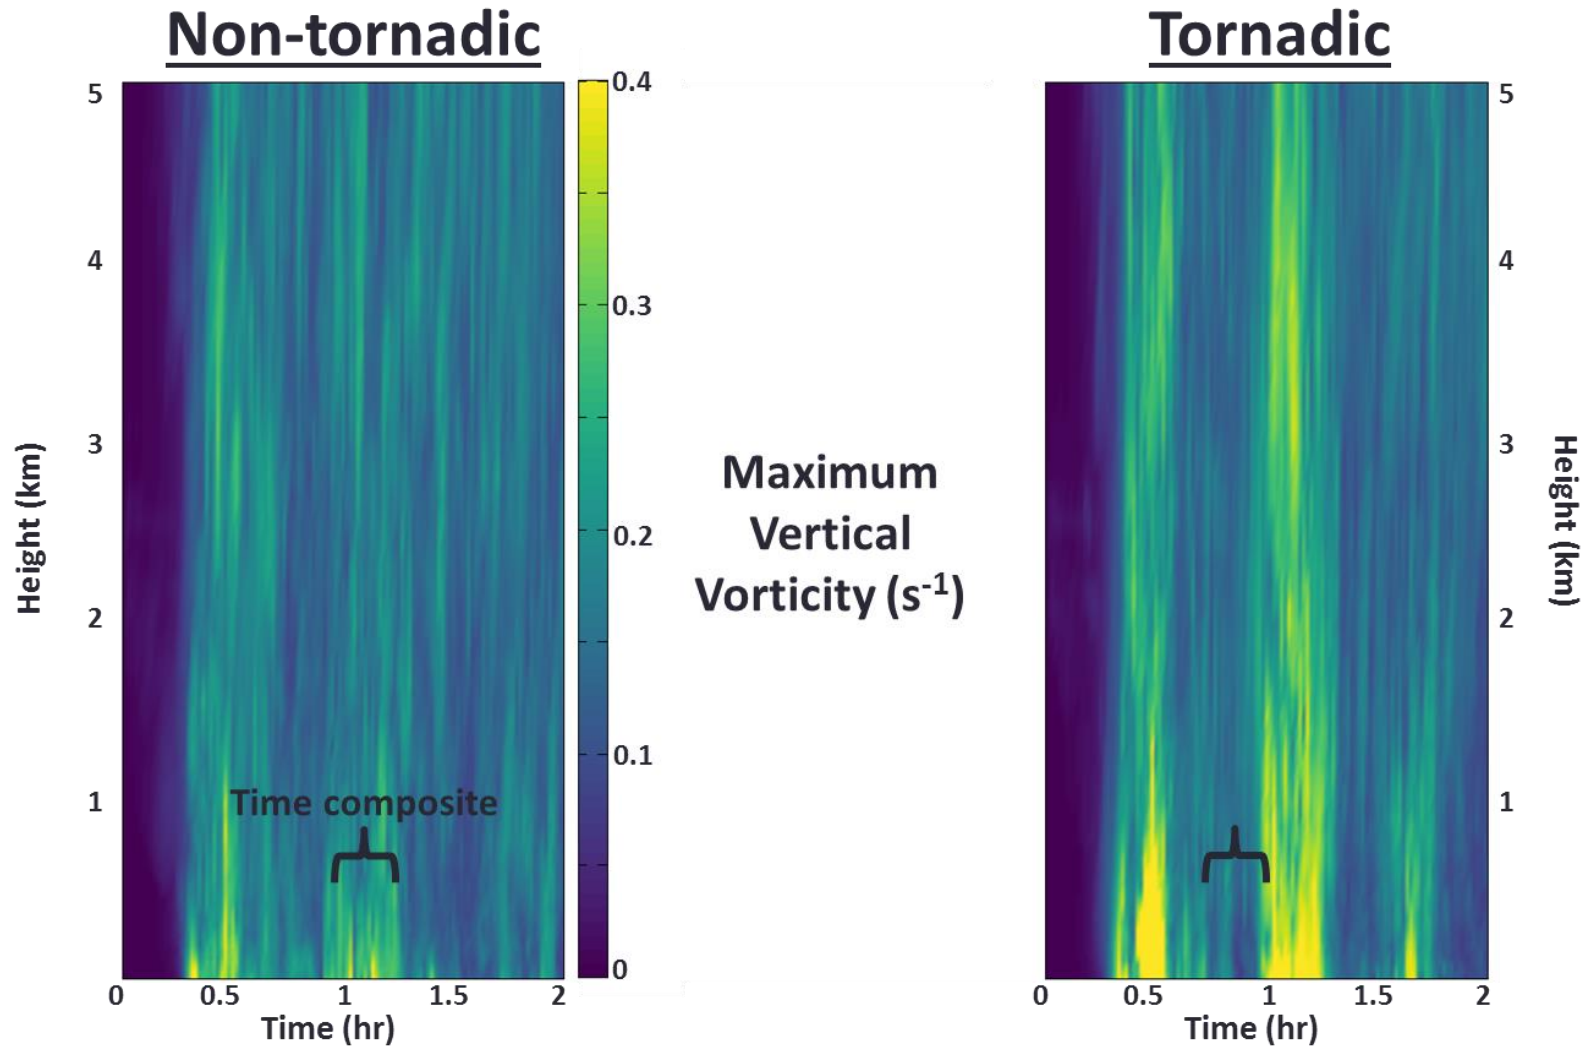 Non-tornadic
Tornadic
5
4
3
2
1
Height (km)
Time composite
0 0.5 1 1.5 2
Time (hr)
0.4
0.3
0.2
0.1
0
Maximum
Vertical
Vorticity (s-1)
5
4
3
2
1
Height (km)
0 0.5 1 1.5 2
Time (hr)